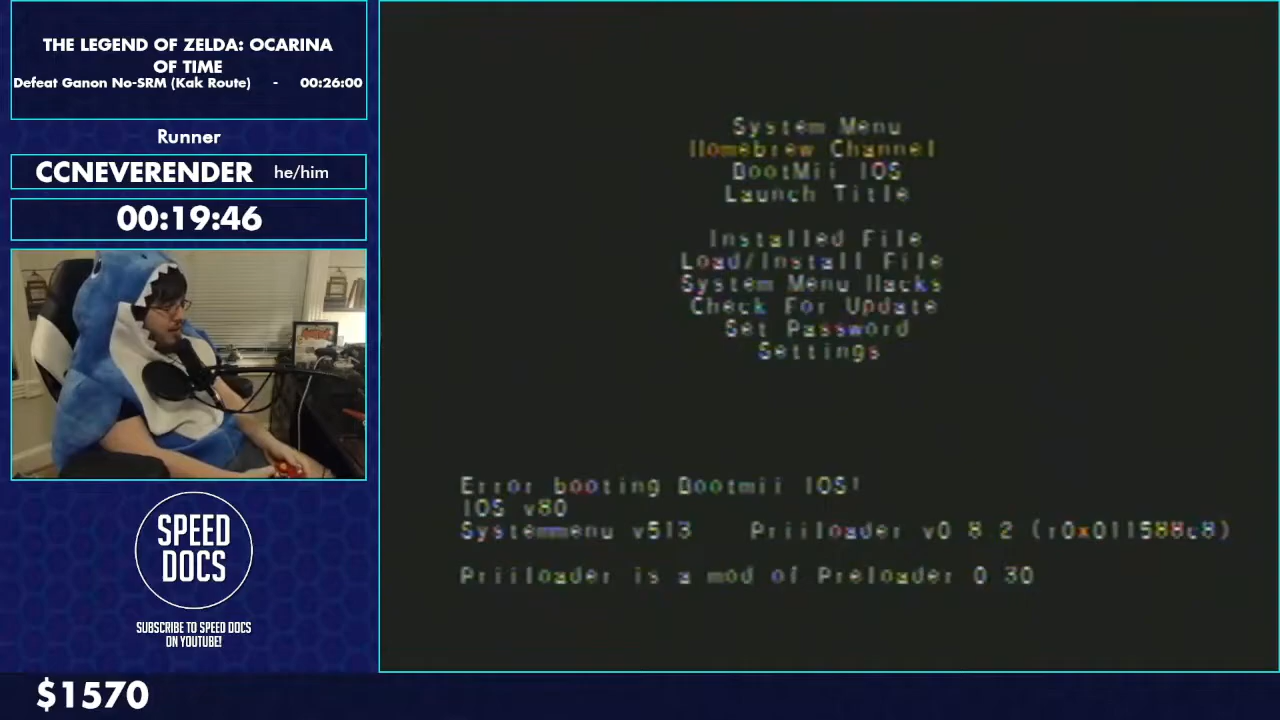 THE LEGEND OF ZELDA: OCARINA
OF TIME
Defeat Ganon No-SRM (Kak Route) - 00:26:00
Runner
CCNEVERENDER he/him
00:19:46
SPEED
DOCS
SUBSCRIBE TO SPEED DOCS
ON YOUTUBE!
$1570
System Menu
Homebrew Channel
BootMii IOS
Launch Title
Installed File
Load/Install File
System Menu Hacks
Check For Update
Set Password
Settings
Error booting Bootmii IOS!
IOS v80
Systemmenu v513 Priiloader v0 8 2 (r0x011588c8)
Priiloader is a mod of Preloader 0 30